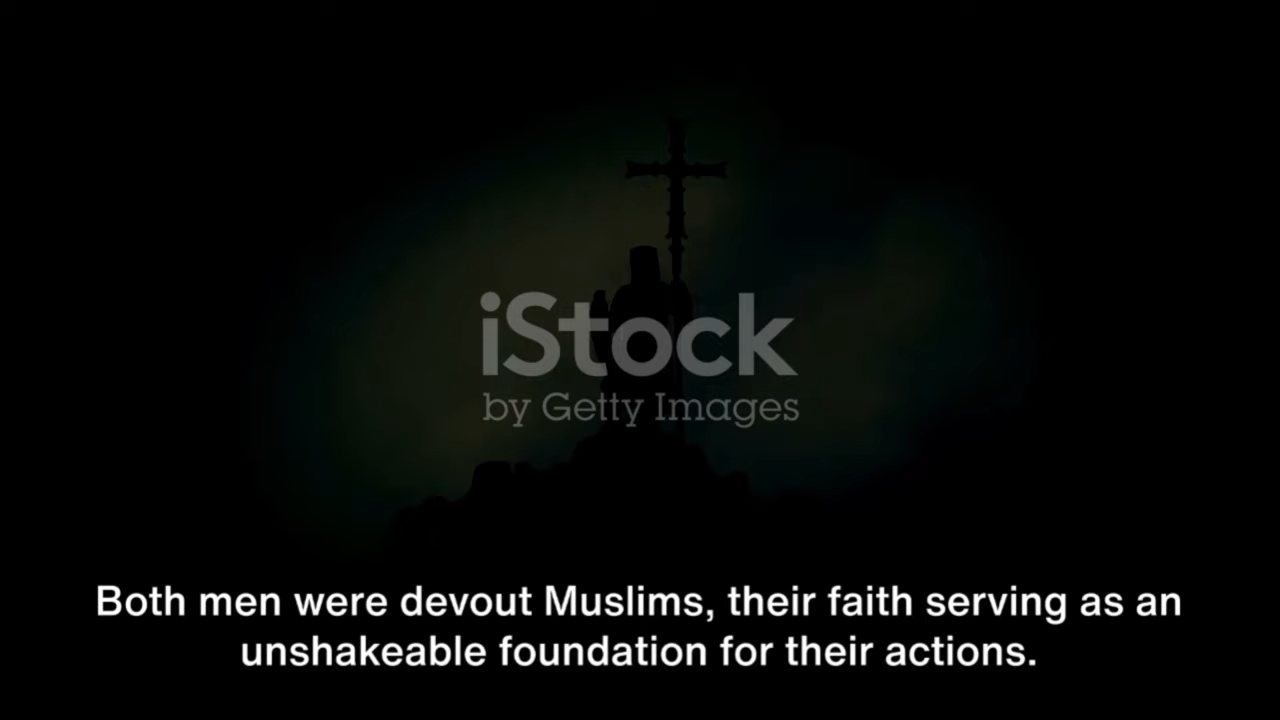 iStock
by Getty Images
Both men were devout Muslims, their faith serving as an
unshakeable foundation for their actions.